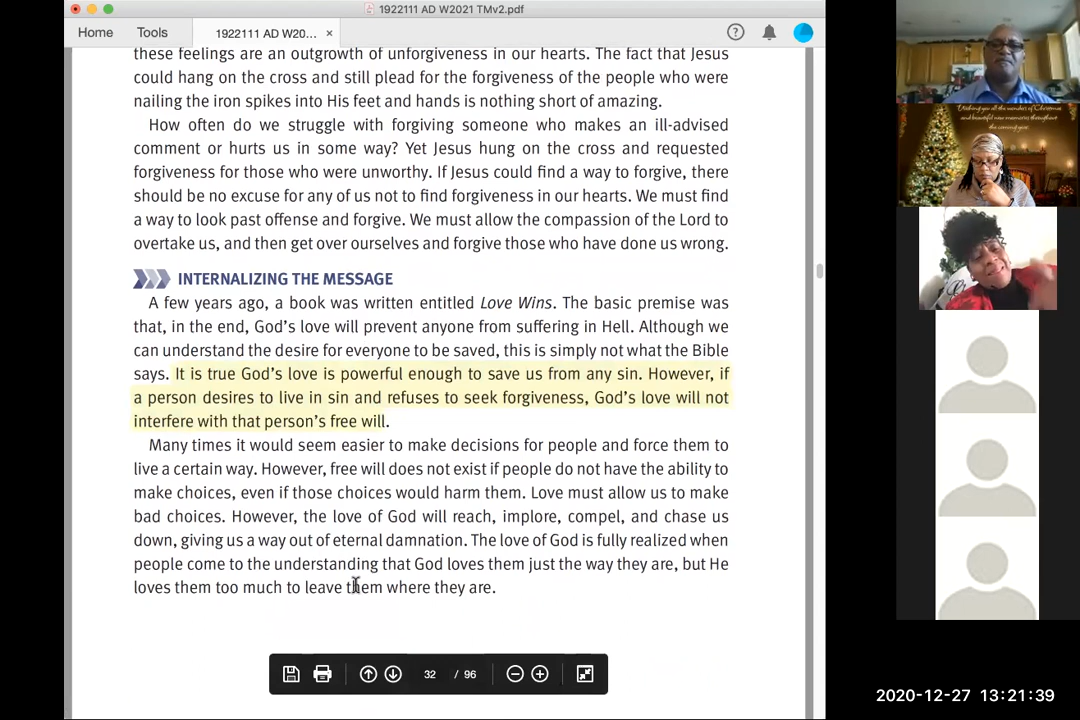 1922111 AD W2021 TMv2.pdf
Home Tools 1922111 AD W20... ×
these feelings are an outgrowth of unforgiveness in our hearts. The fact that Jesus
could hang on the cross and still plead for the forgiveness of the people who were
nailing the iron spikes into His feet and hands is nothing short of amazing.
How often do we struggle with forgiving someone who makes an ill-advised
comment or hurts us in some way? Yet Jesus hung on the cross and requested
forgiveness for those who were unworthy. If Jesus could find a way to forgive, there
should be no excuse for any of us not to find forgiveness in our hearts. We must find
a way to look past offense and forgive. We must allow the compassion of the Lord to
overtake us, and then get over ourselves and forgive those who have done us wrong.
INTERNALIZING THE MESSAGE
A few years ago, a book was written entitled Love Wins. The basic premise was
that, in the end, God's love will prevent anyone from suffering in Hell. Although we
can understand the desire for everyone to be saved, this is simply not what the Bible
says. It is true God's love is powerful enough to save us from any sin. However, if
a person desires to live in sin and refuses to seek forgiveness, God's love will not
interfere with that person's free will.
Many times it would seem easier to make decisions for people and force them to
live a certain way. However, free will does not exist if people do not have the ability to
make choices, even if those choices would harm them. Love must allow us to make
bad choices. However, the love of God will reach, implore, compel, and chase us
down, giving us a way out of eternal damnation. The love of God is fully realized when
people come to the understanding that God loves them just the way they are, but He
loves them too much to leave them where they are.
32 / 96
Wishing you all the wonders of Christmas
and beautiful new memories throughout
the coming year.
2020-12-27 13:21:39